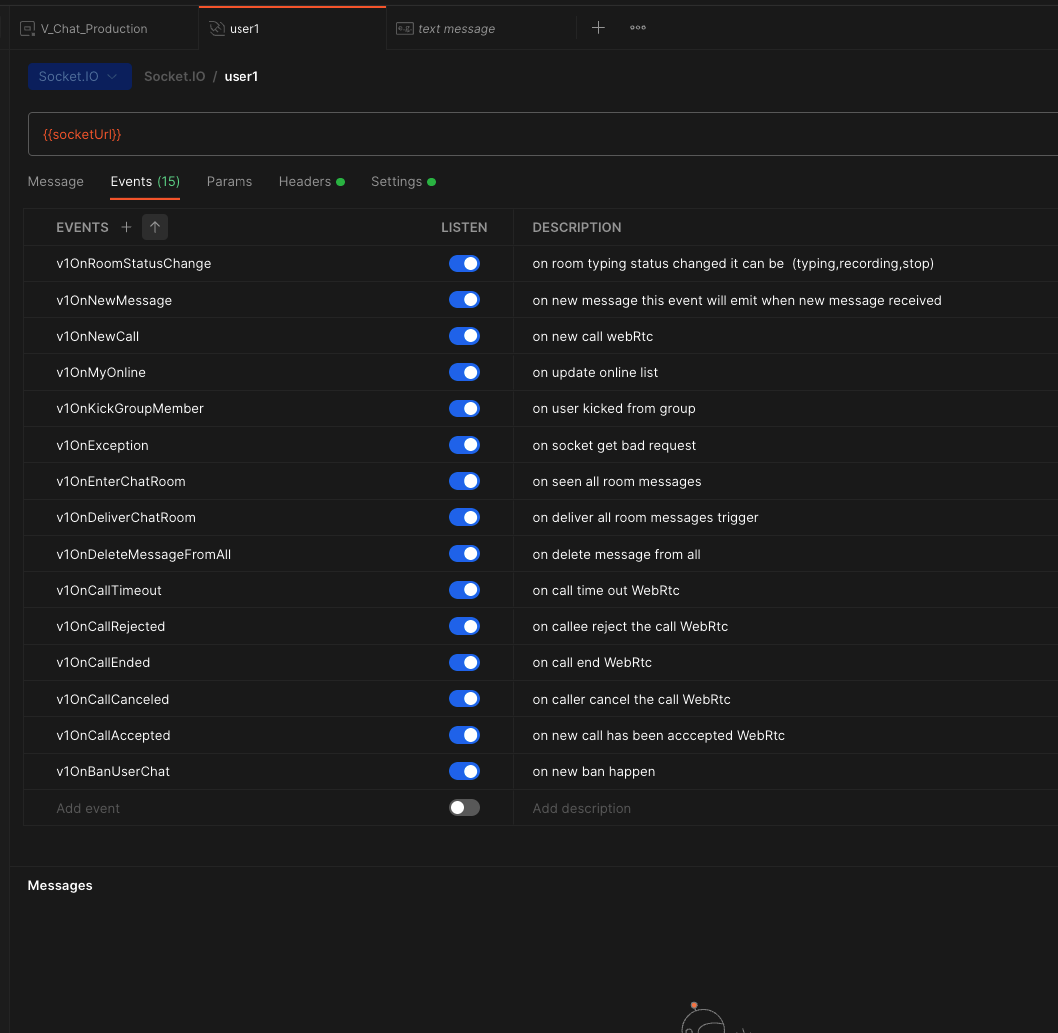 V_Chat_Production user1 e.g. text message
Socket.IO Socket.IO / user1
{{socketUrl}}
Message Events (15) Params Headers Settings
EVENTS LISTEN DESCRIPTION
v1OnRoomStatusChange on room typing status changed it can be (typing,recording,stop)
v1OnNewMessage on new message this event will emit when new message received
v1OnNewCall on new call webRtc
v1OnMyOnline on update online list
v1OnKickGroupMember on user kicked from group
v1OnException on socket get bad request
v1OnEnterChatRoom on seen all room messages
v1OnDeliverChatRoom on deliver all room messages trigger
v1OnDeleteMessageFromAll on delete message from all
v1OnCallTimeout on call time out WebRtc
v1OnCallRejected on callee reject the call WebRtc
v1OnCallEnded on call end WebRtc
v1OnCallCanceled on caller cancel the call WebRtc
v1OnCallAccepted on new call has been acccepted WebRtc
v1OnBanUserChat on new ban happen
Add event Add description
Messages